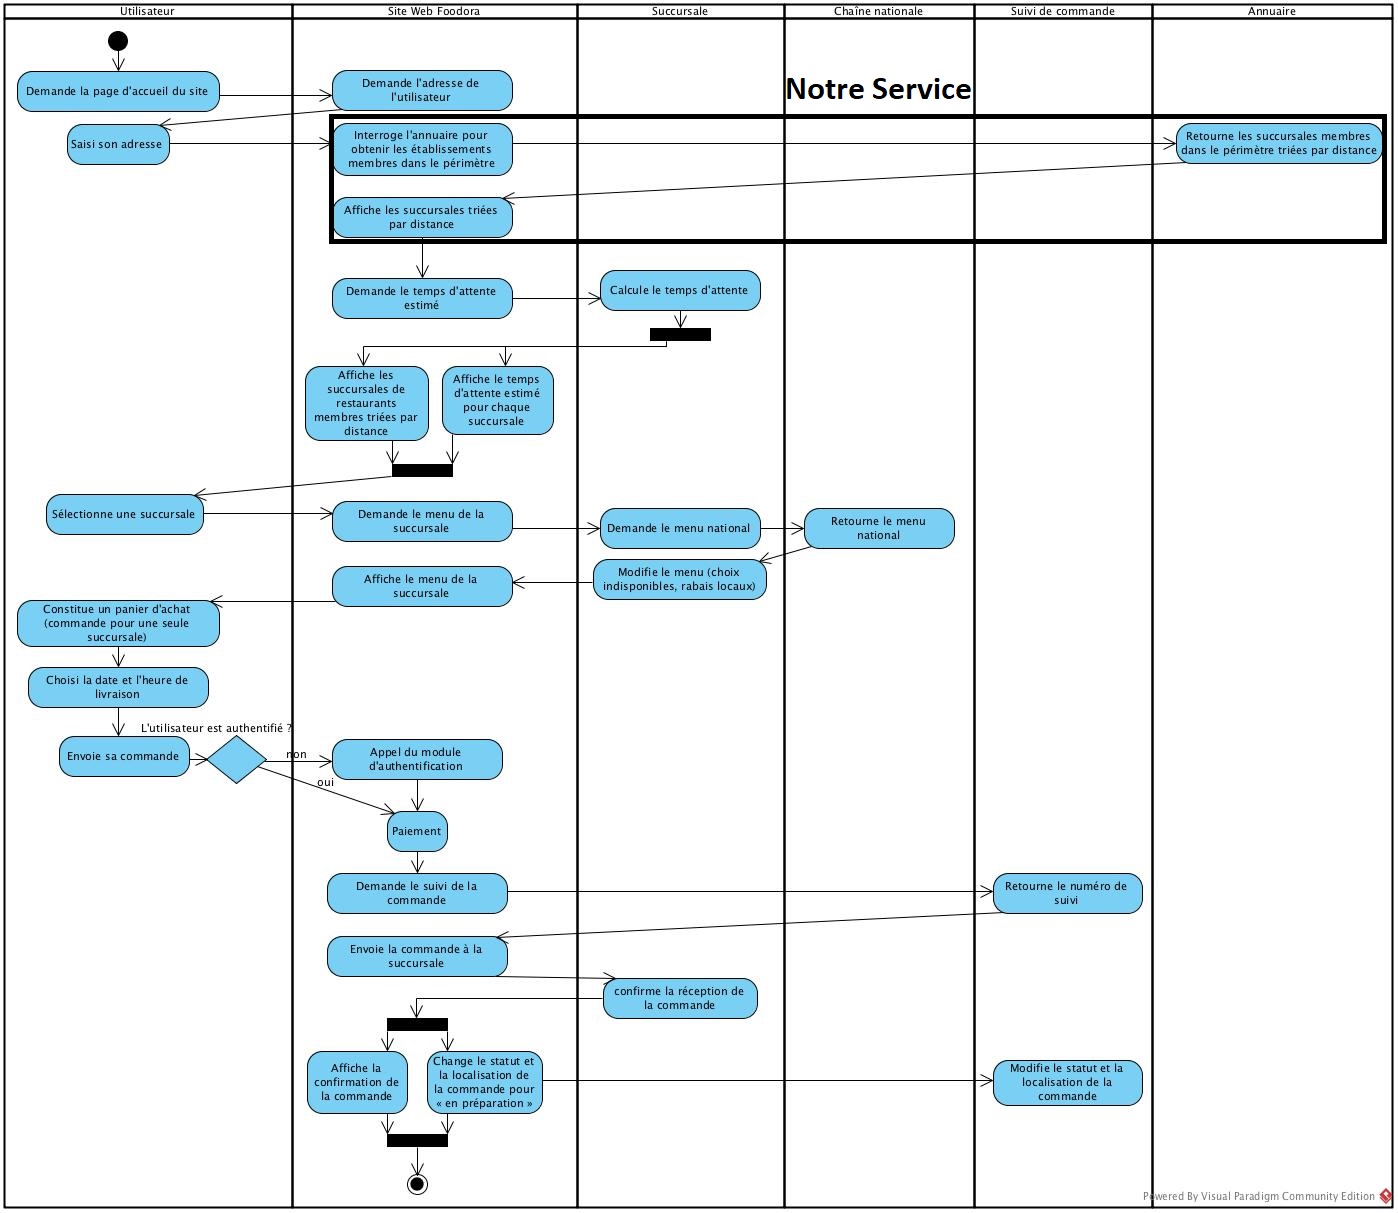 Utilisateur
Site Web Foodora
Succursale
Chaîne nationale
Suivi de commande
Annuaire
Demande la page d'accueil du site
Demande l'adresse de
l'utilisateur
Notre Service
Saisi son adresse
Interroge l'annuaire pour
obtenir les établissements
membres dans le périmètre
Retourne les succursales membres
dans le périmètre triées par distance
Affiche les succursales triées
par distance
Demande le temps d'attente
estimé
Calcule le temps d'attente
Affiche les
succursales de
restaurants
membres triées par
distance
Affiche le temps
d'attente estimé
pour chaque
succursale
Sélectionne une succursale
Demande le menu de la
succursale
Demande le menu national
Retourne le menu
national
Modifie le menu (choix
indisponibles, rabais locaux)
Affiche le menu de la
succursale
Constitue un panier d'achat
(commande pour une seule
succursale)
Choisi la date et l'heure de
livraison
L'utilisateur est authentifié ?
Envoie sa commande
non
oui
Appel du module
d'authentification
Paiement
Demande le suivi de la
commande
Retourne le numéro de
suivi
Envoie la commande à la
succursale
confirme la réception de
la commande
Affiche la
confirmation de
la commande
Change le statut et
la localisation de
la commande pour
« en préparation »
Modifie le statut et la
localisation de la
commande
Powered By Visual Paradigm Community Edition